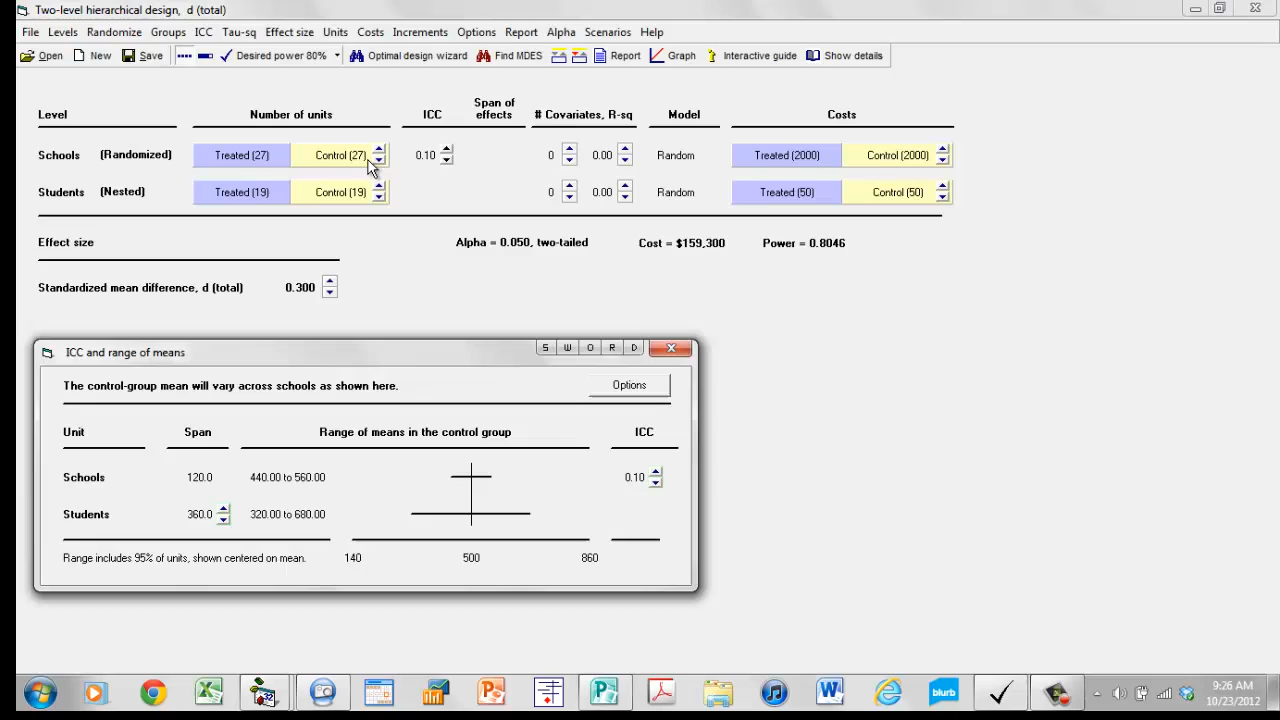 Two-level hierarchical design, d (total)
File Levels Randomize Groups ICC Tau-sq Effect size Units Costs Increments Options Report Alpha Scenarios Help
Open New Save Desired power 80% Optimal design wizard Find MDES Report Graph Interactive guide Show details
Level Number of units ICC Span of effects # Covariates, R-sq Model Costs
Schools (Randomized) Treated (27) Control (27) 0.10 0 0.00 Random Treated (2000) Control (2000)
Students (Nested) Treated (19) Control (19) 0 0.00 Random Treated (50) Control (50)
Effect size Alpha = 0.050, two-tailed Cost = $159,300 Power = 0.8046
Standardized mean difference, d (total) 0.300
ICC and range of means S W O R D
The control-group mean will vary across schools as shown here. Options
Unit Span Range of means in the control group ICC
Schools 120.0 440.00 to 560.00 0.10
Students 360.0 320.00 to 680.00
Range includes 95% of units, shown centered on mean. 140 500 860
32 blurb
9:26 AM
10/23/2012